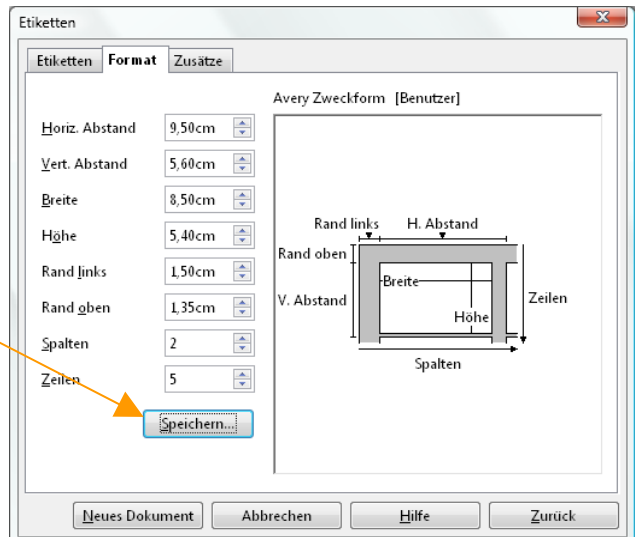 Etiketten
Etiketten Format Zusätze
Avery Zweckform [Benutzer]
Horiz. Abstand 9,50cm
Vert. Abstand 5,60cm
Breite 8,50cm
Höhe 5,40cm
Rand links 1,50cm
Rand oben 1,35cm
Spalten 2
Zeilen 5
Speichern...
Rand links H. Abstand
Rand oben
Breite
V. Abstand
Höhe
Zeilen
Spalten
Neues Dokument Abbrechen Hilfe Zurück